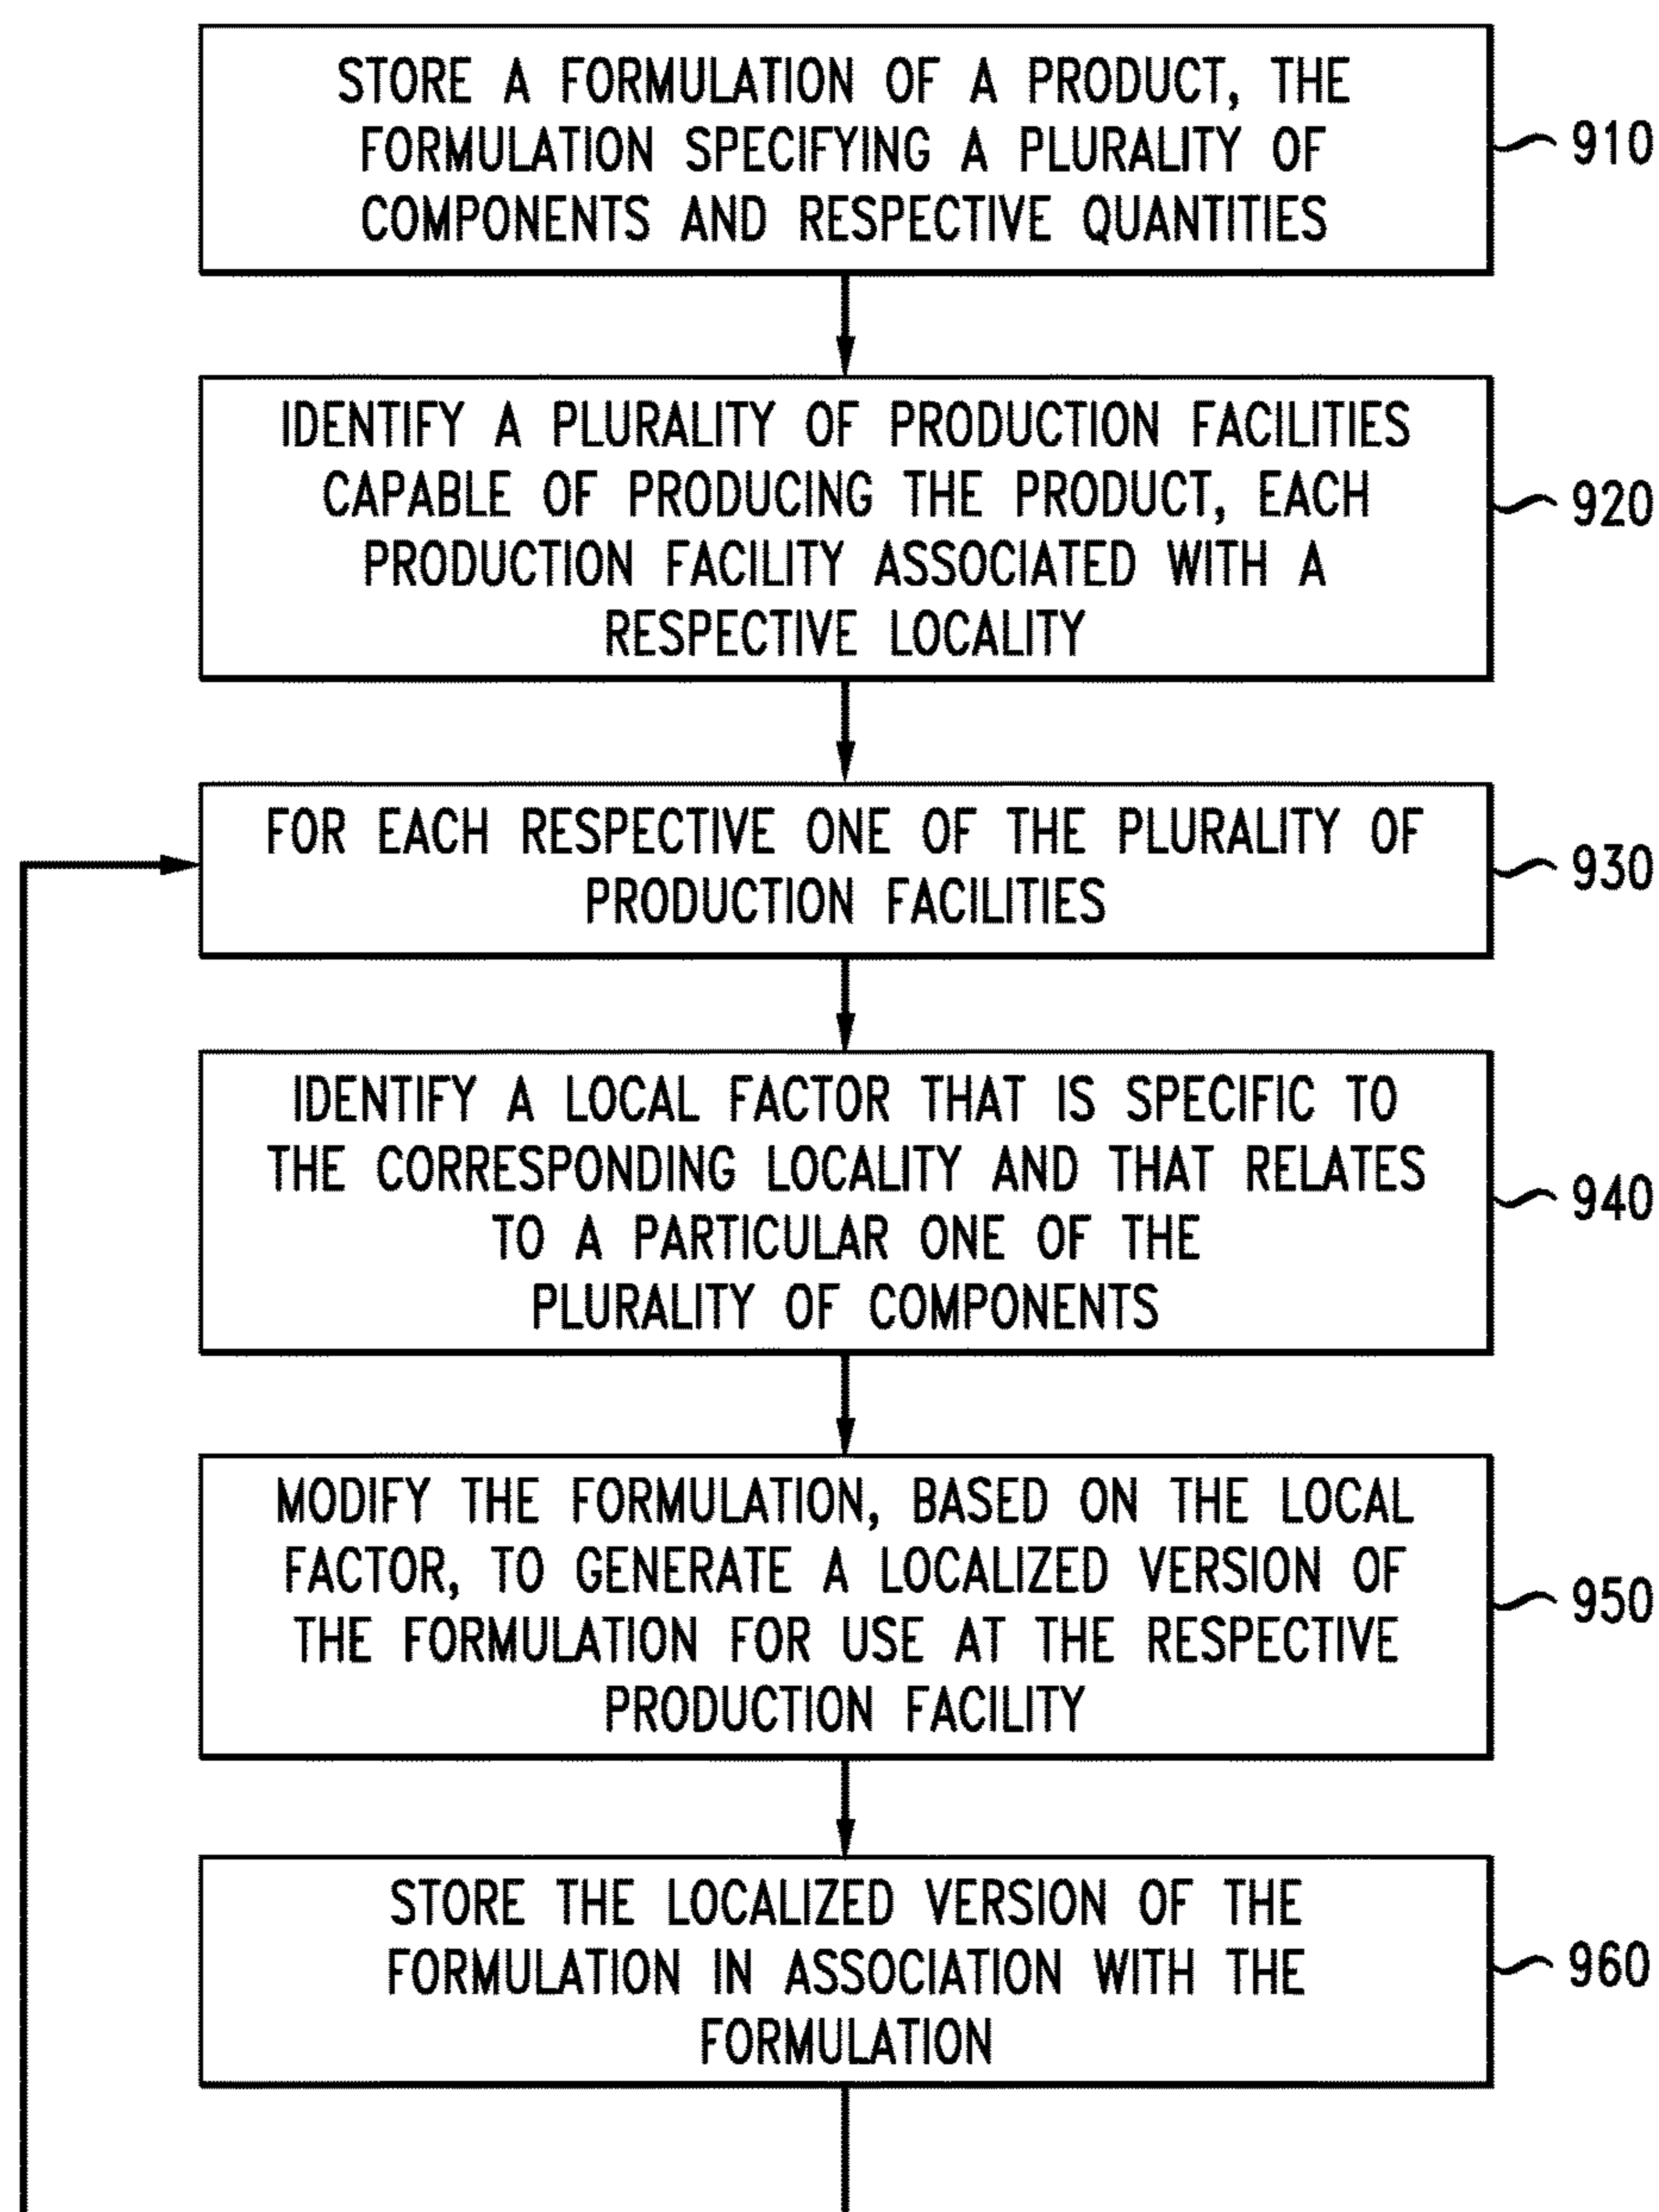 STORE A FORMULATION OF A PRODUCT, THE
FORMULATION SPECIFYING A PLURALITY OF
COMPONENTS AND RESPECTIVE QUANTITIES
910
IDENTIFY A PLURALITY OF PRODUCTION FACILITIES
CAPABLE OF PRODUCING THE PRODUCT, EACH
PRODUCTION FACILITY ASSOCIATED WITH A
RESPECTIVE LOCALITY
920
FOR EACH RESPECTIVE ONE OF THE PLURALITY OF
PRODUCTION FACILITIES
930
IDENTIFY A LOCAL FACTOR THAT IS SPECIFIC TO
THE CORRESPONDING LOCALITY AND THAT RELATES
TO A PARTICULAR ONE OF THE
PLURALITY OF COMPONENTS
940
MODIFY THE FORMULATION, BASED ON THE LOCAL
FACTOR, TO GENERATE A LOCALIZED VERSION OF
THE FORMULATION FOR USE AT THE RESPECTIVE
PRODUCTION FACILITY
950
STORE THE LOCALIZED VERSION OF THE
FORMULATION IN ASSOCIATION WITH THE
FORMULATION
960